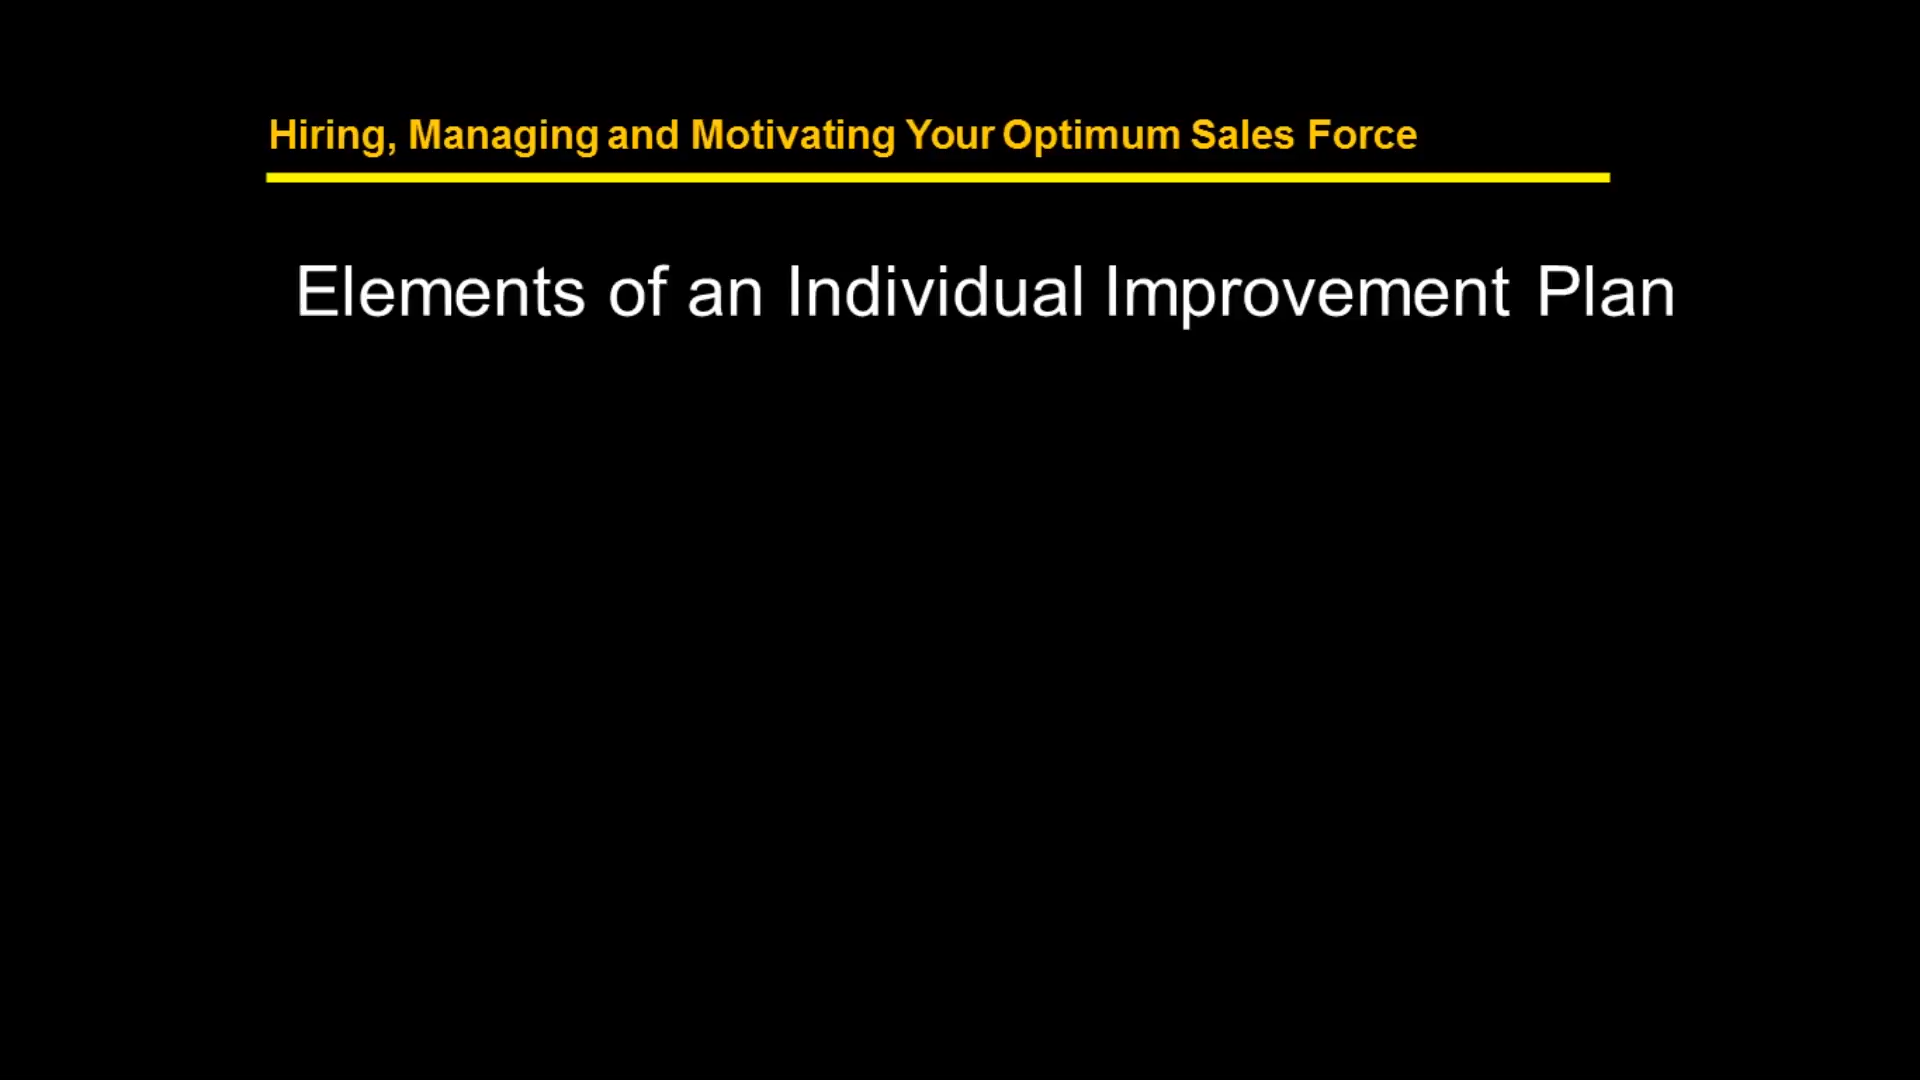 Hiring, Managing and Motivating Your Optimum Sales Force
Elements of an Individual Improvement Plan